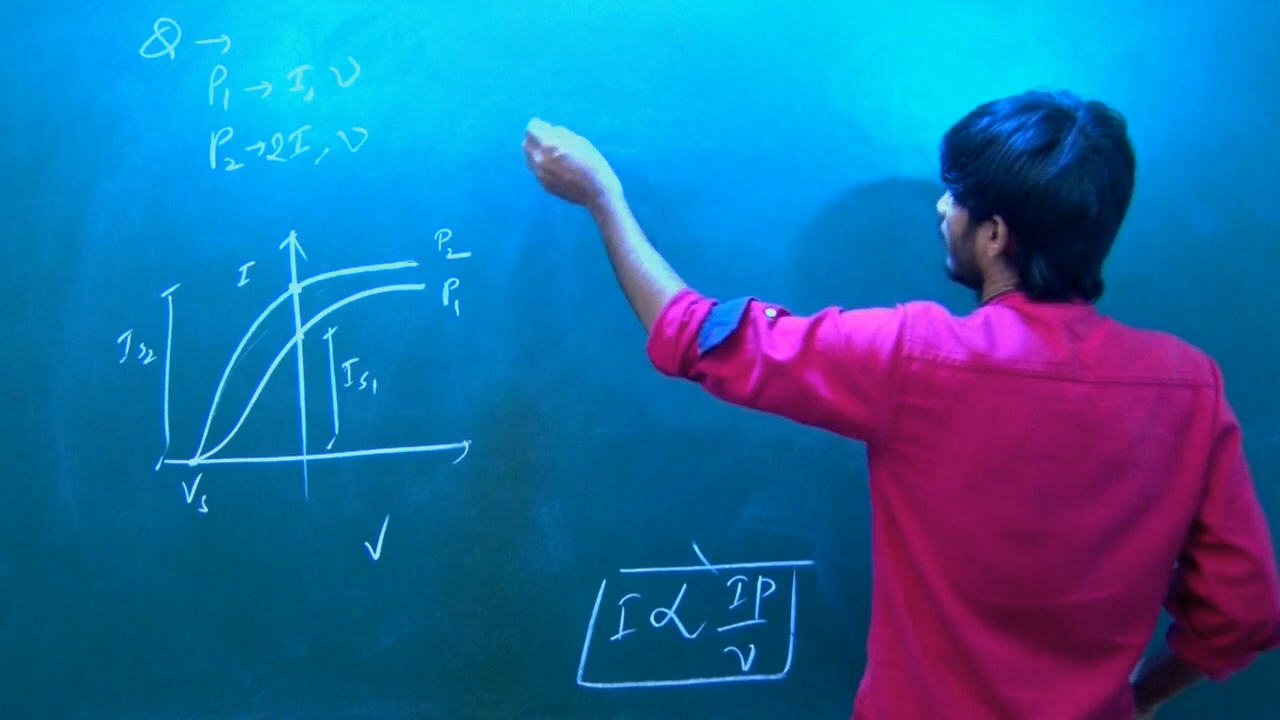 Q →
P₁ → I, ν
P₂ → 2I, ν
P₂
I
P₁
Is₂
Is₁
Vs
V
I ∝ IP/ν